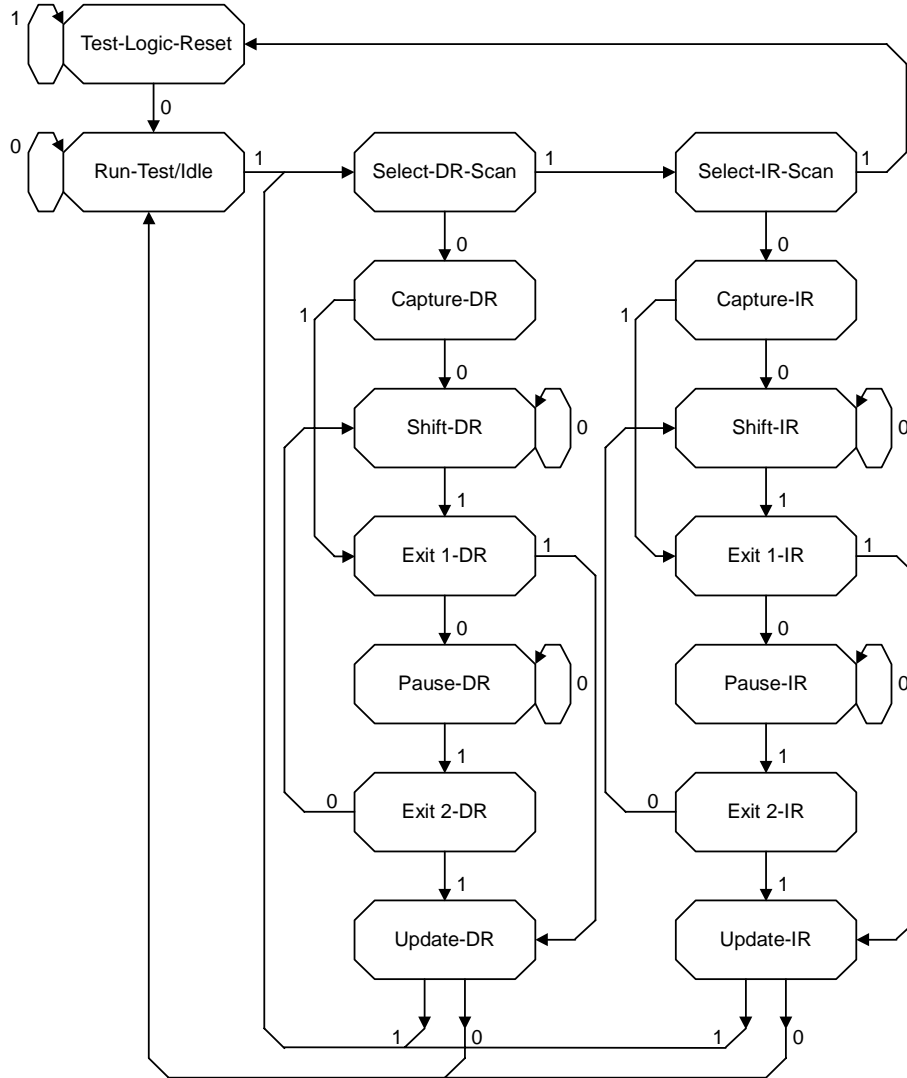 1
Test-Logic-Reset
0
0
Run-Test/Idle
1
Select-DR-Scan
1
Select-IR-Scan
1
0
0
Capture-DR
Capture-IR
1
1
0
0
Shift-DR
0
Shift-IR
0
1
1
Exit 1-DR
1
Exit 1-IR
1
0
0
Pause-DR
0
Pause-IR
0
1
1
0
Exit 2-DR
0
Exit 2-IR
1
1
Update-DR
Update-IR
1
0
1
0